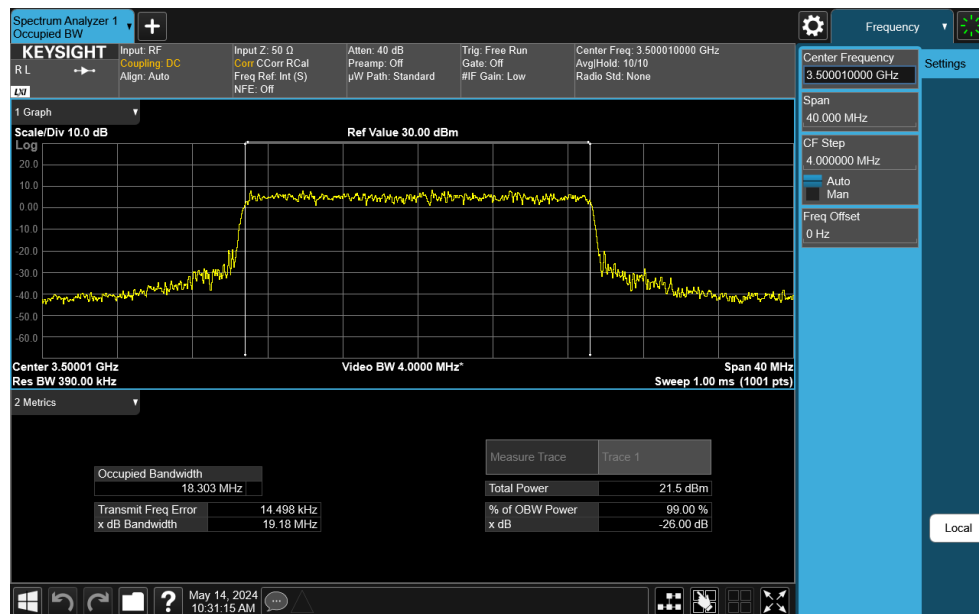 Spectrum Analyzer 1
Occupied BW
Frequency
KEYSIGHT
R L
LXI
Input: RF
Coupling: DC
Align: Auto
Input Z: 50 Ω
Corr CCorr RCal
Freq Ref: Int (S)
NFE: Off
Atten: 40 dB
Preamp: Off
µW Path: Standard
Trig: Free Run
Gate: Off
#IF Gain: Low
Center Freq: 3.500010000 GHz
Avg|Hold: 10/10
Radio Std: None
Center Frequency
3.500010000 GHz
Settings
Span
40.000 MHz
CF Step
4.000000 MHz
Auto
Man
Freq Offset
0 Hz
Local
1 Graph
Scale/Div 10.0 dB
Ref Value 30.00 dBm
Log
20.0
10.0
0.00
-10.0
-20.0
-30.0
-40.0
-50.0
-60.0
Center 3.50001 GHz
Video BW 4.0000 MHz*
Span 40 MHz
Res BW 390.00 kHz
Sweep 1.00 ms (1001 pts)
2 Metrics
Measure Trace
Trace 1
Occupied Bandwidth
18.303 MHz
Total Power
21.5 dBm
Transmit Freq Error
14.498 kHz
% of OBW Power
99.00 %
x dB Bandwidth
19.18 MHz
x dB
-26.00 dB
?
May 14, 2024
10:31:15 AM